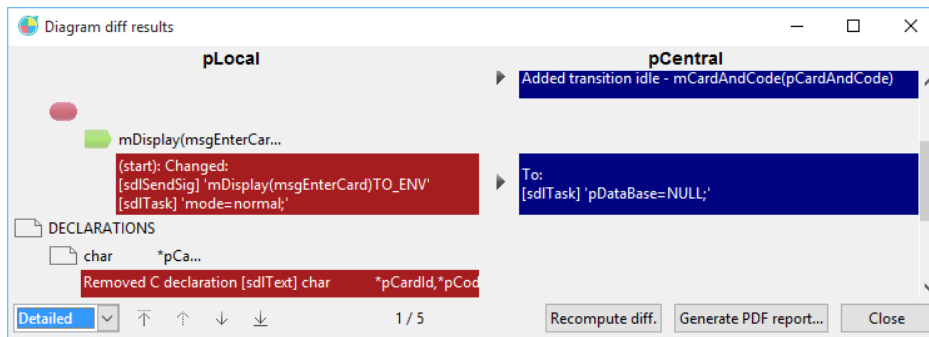 Diagram diff results
pLocal
pCentral
Added transition idle - mCardAndCode(pCardAndCode)
mDisplay(msgEnterCar...
(start): Changed:
[sdlSendSig] 'mDisplay(msgEnterCard)TO_ENV'
[sdlTask] 'mode=normal;'
To:
[sdlTask] 'pDataBase=NULL;'
DECLARATIONS
char *pCa...
Removed C declaration [sdlText] char *pCardId,*pCod
Detailed
1 / 5
Recompute diff.
Generate PDF report...
Close